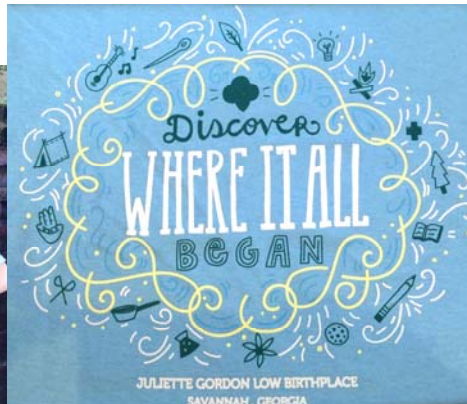 Discover
WHERE IT ALL
BEGAN
JULIETTE GORDON LOW BIRTHPLACE
SAVANNAH, GEORGIA